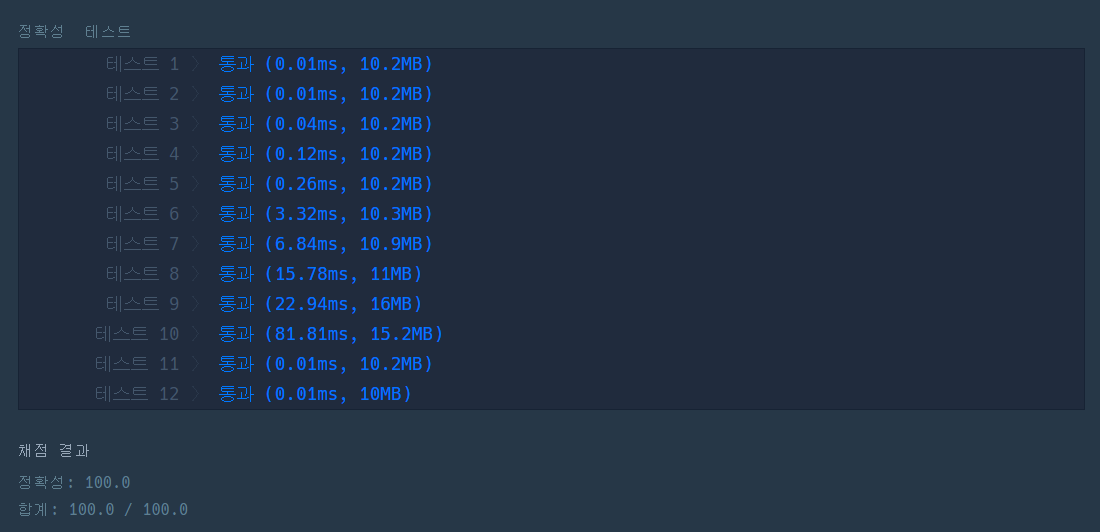 정확성 테스트
테스트 1 〉 통과 (0.01ms, 10.2MB)
테스트 2 〉 통과 (0.01ms, 10.2MB)
테스트 3 〉 통과 (0.04ms, 10.2MB)
테스트 4 〉 통과 (0.12ms, 10.2MB)
테스트 5 〉 통과 (0.26ms, 10.2MB)
테스트 6 〉 통과 (3.32ms, 10.3MB)
테스트 7 〉 통과 (6.84ms, 10.9MB)
테스트 8 〉 통과 (15.78ms, 11MB)
테스트 9 〉 통과 (22.94ms, 16MB)
테스트 10 〉 통과 (81.81ms, 15.2MB)
테스트 11 〉 통과 (0.01ms, 10.2MB)
테스트 12 〉 통과 (0.01ms, 10MB)
채점 결과
정확성: 100.0
합계: 100.0 / 100.0